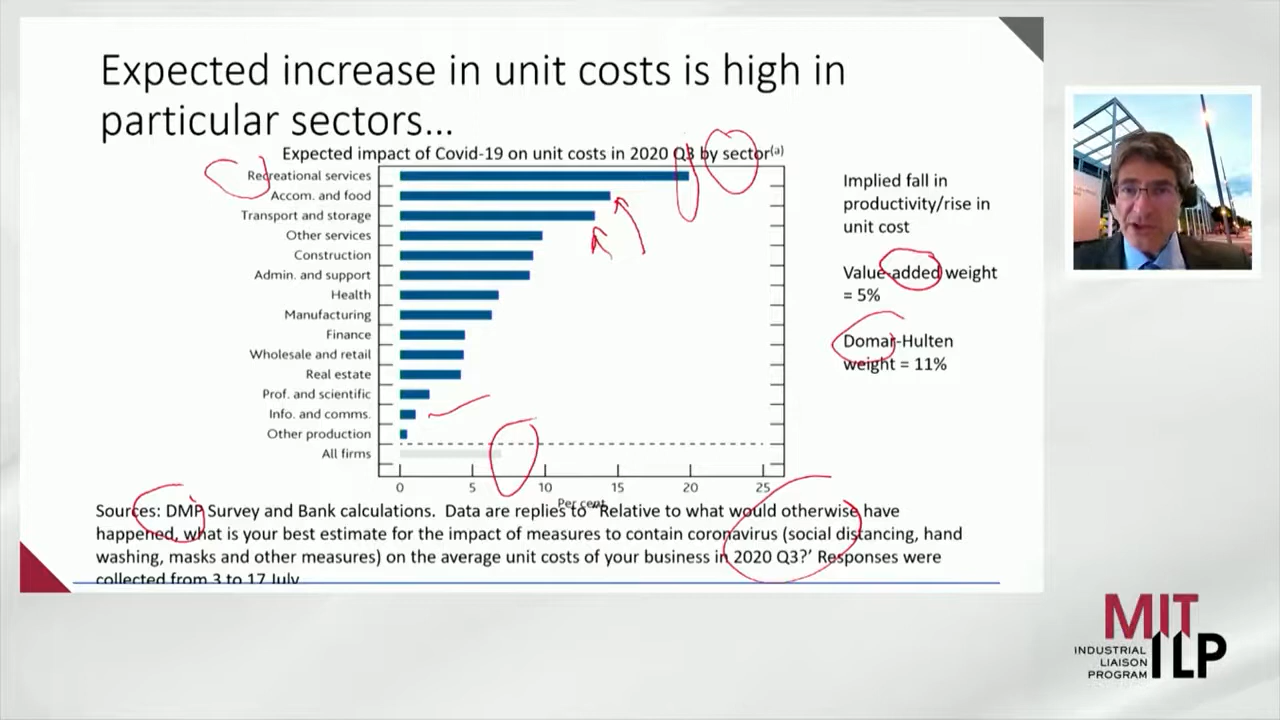 Expected increase in unit costs is high in
particular sectors…
Expected impact of Covid-19 on unit costs in 2020 Q3 by sector(a)
Recreational services
Accom. and food
Transport and storage
Other services
Construction
Admin. and support
Health
Manufacturing
Finance
Wholesale and retail
Real estate
Prof. and scientific
Info. and comms.
Other production
All firms
0 5 10 15 20 25
Per cent
Implied fall in
productivity/rise in
unit cost
Value-added weight
= 5%
Domar-Hulten
weight = 11%
Sources: DMP Survey and Bank calculations. Data are replies to "Relative to what would otherwise have
happened, what is your best estimate for the impact of measures to contain coronavirus (social distancing, hand
washing, masks and other measures) on the average unit costs of your business in 2020 Q3?' Responses were
collected from 3 to 17 July
MIT
INDUSTRIAL
LIAISON
PROGRAM
ILP